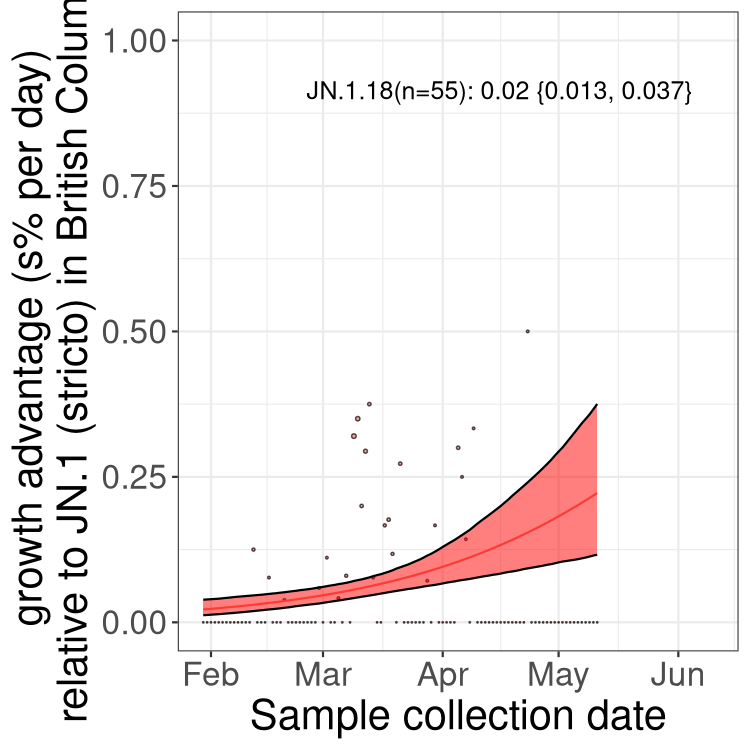 growth advantage (s% per day)
relative to JN.1 (stricto) in British Colum
1.00
JN.1.18(n=55): 0.02 {0.013, 0.037}
0.75
0.50
0.25
0.00
Feb Mar Apr May Jun
Sample collection date